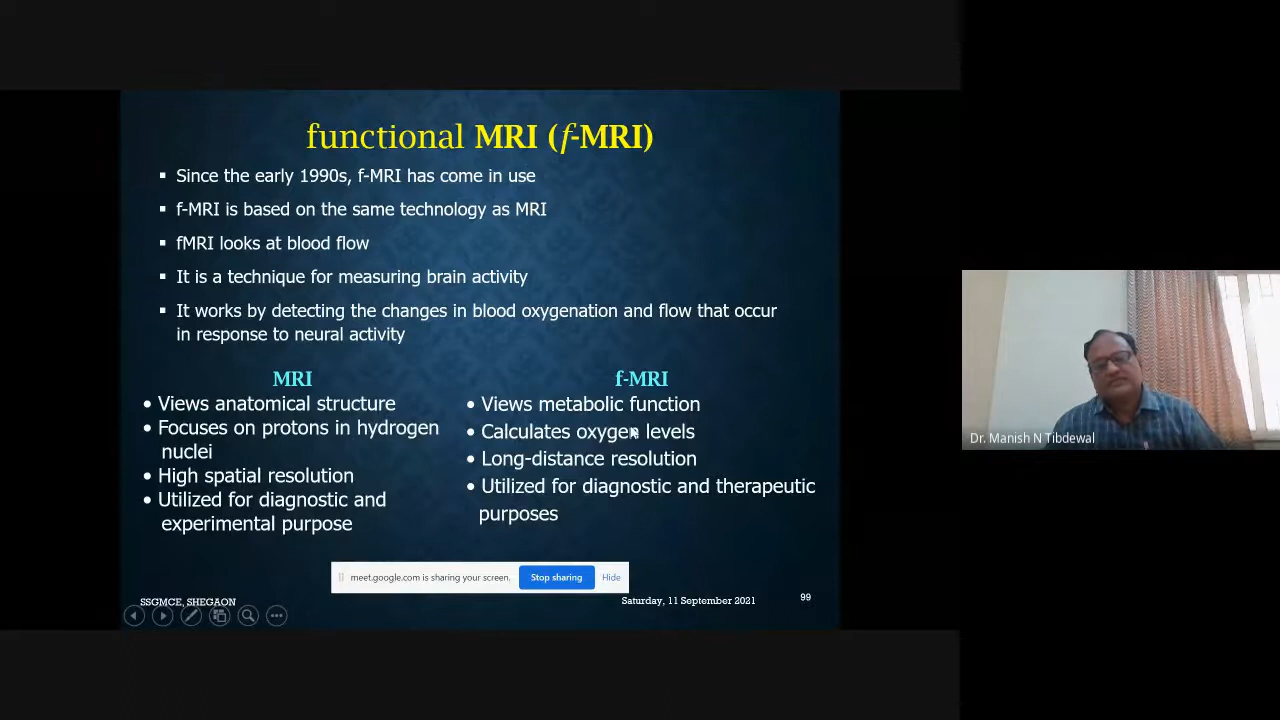 functional MRI (f-MRI)
▪ Since the early 1990s, f-MRI has come in use
▪ f-MRI is based on the same technology as MRI
▪ fMRI looks at blood flow
▪ It is a technique for measuring brain activity
▪ It works by detecting the changes in blood oxygenation and flow that occur
in response to neural activity
MRI
• Views anatomical structure
• Focuses on protons in hydrogen
nuclei
• High spatial resolution
• Utilized for diagnostic and
experimental purpose
f-MRI
• Views metabolic function
• Calculates oxygen levels
• Long-distance resolution
• Utilized for diagnostic and therapeutic
purposes
meet.google.com is sharing your screen.
Stop sharing
Hide
SSGMCE, SHEGAON
Saturday, 11 September 2021
99
Dr. Manish N Tibdewal